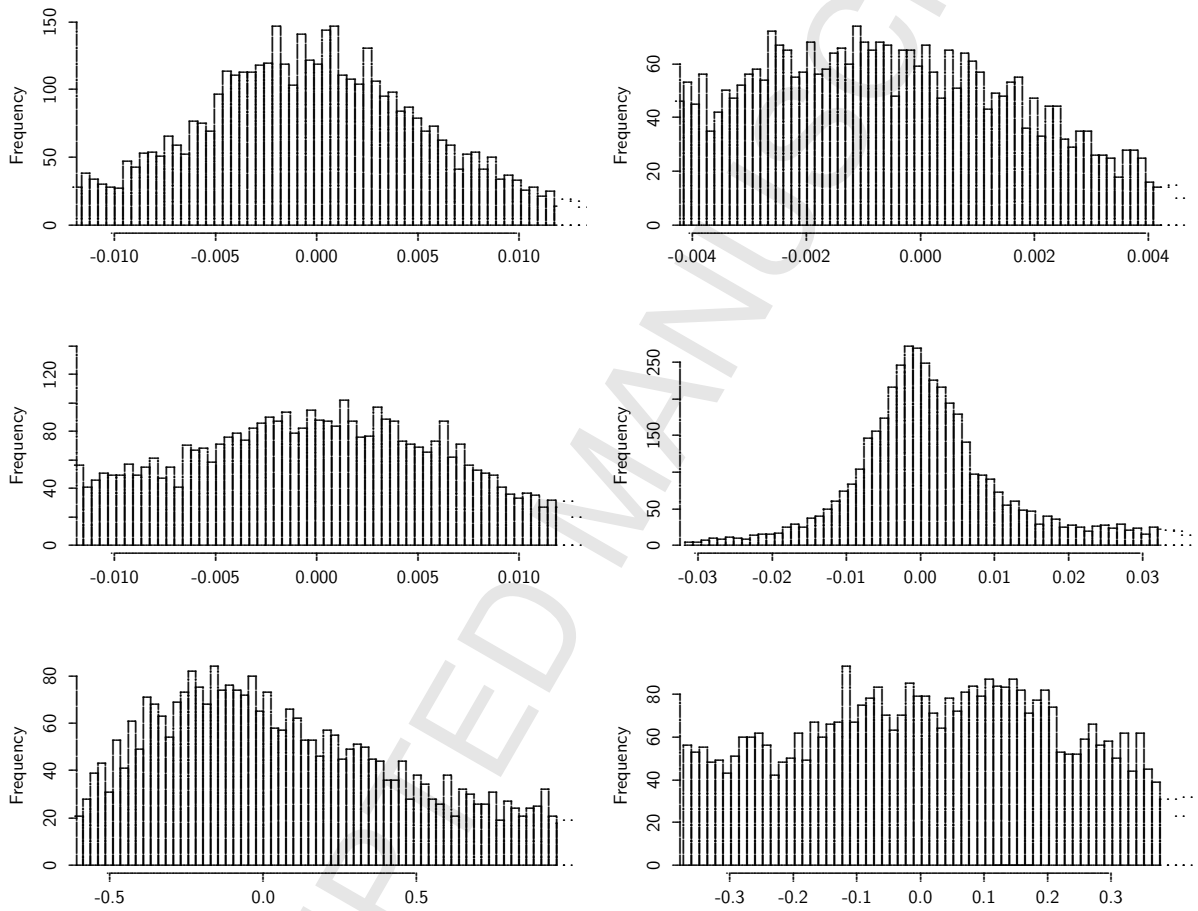 Frequency
0 50 100 150
-0.010 -0.005 0.000 0.005 0.010
Frequency
0 20 40 60
-0.004 -0.002 0.000 0.002 0.004
Frequency
0 40 80 120
-0.010 -0.005 0.000 0.005 0.010
Frequency
0 50 150 250
-0.03 -0.02 -0.01 0.00 0.01 0.02 0.03
Frequency
0 20 40 60 80
-0.5 0.0 0.5
Frequency
0 20 40 60 80
-0.3 -0.2 -0.1 0.0 0.1 0.2 0.3
PTED MANUSC